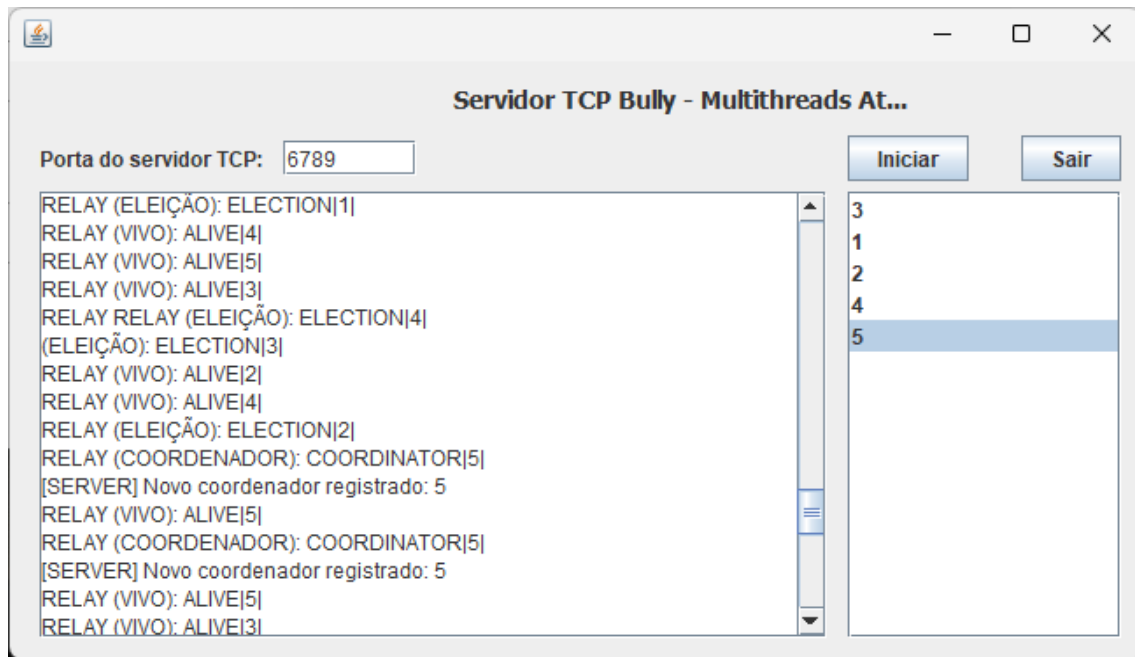 Servidor TCP Bully - Multithreads At...
Porta do servidor TCP: 6789
Iniciar
Sair
RELAY (ELEIÇÃO): ELECTION|1|
RELAY (VIVO): ALIVE|4|
RELAY (VIVO): ALIVE|5|
RELAY (VIVO): ALIVE|3|
RELAY RELAY (ELEIÇÃO): ELECTION|4|
(ELEIÇÃO): ELECTION|3|
RELAY (VIVO): ALIVE|2|
RELAY (VIVO): ALIVE|4|
RELAY (ELEIÇÃO): ELECTION|2|
RELAY (COORDENADOR): COORDINATOR|5|
[SERVER] Novo coordenador registrado: 5
RELAY (VIVO): ALIVE|5|
RELAY (COORDENADOR): COORDINATOR|5|
[SERVER] Novo coordenador registrado: 5
RELAY (VIVO): ALIVE|5|
RELAY (VIVO): ALIVE|3|
3
1
2
4
5